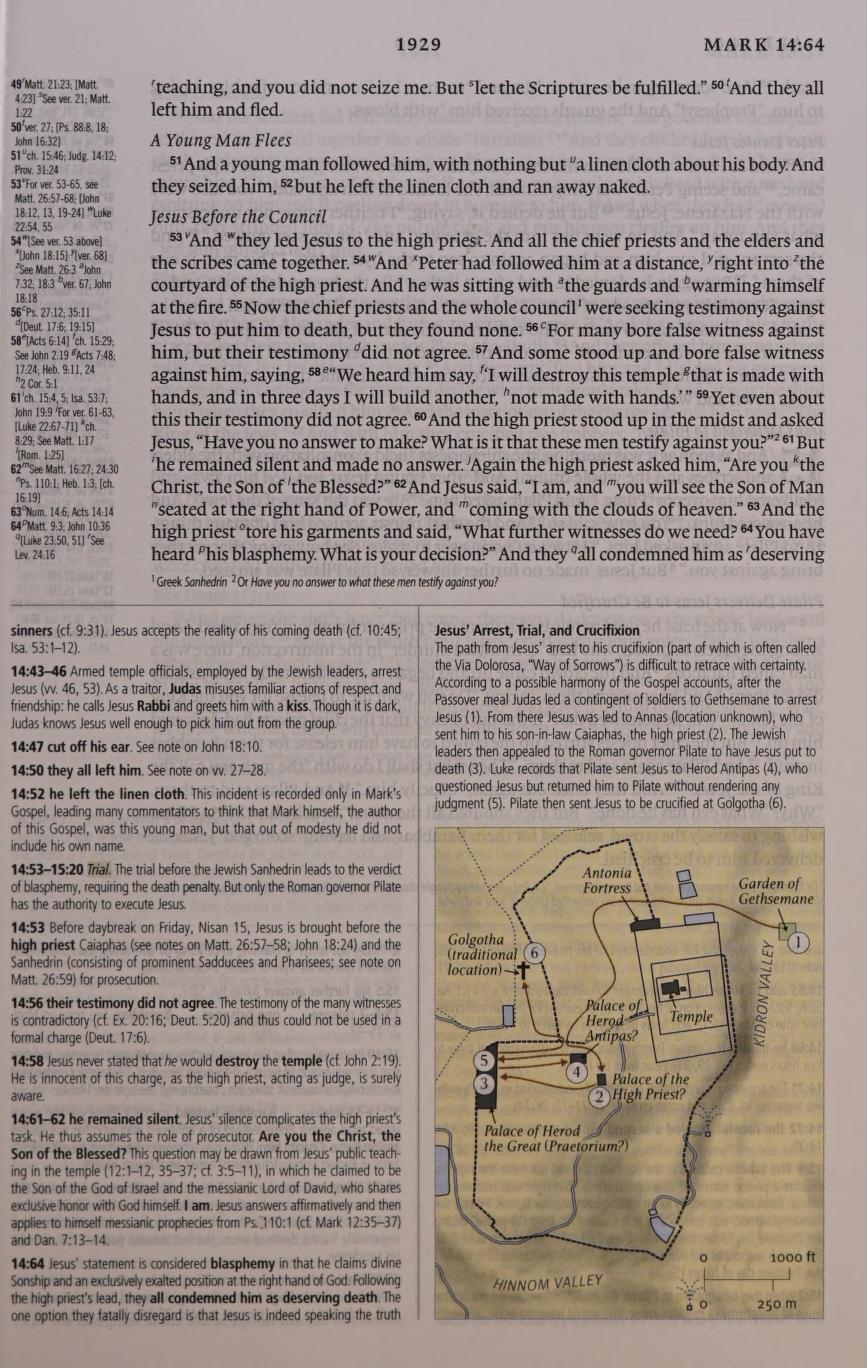 1929
MARK 14:64
49 rMatt. 21:23; [Matt.
4:23] sSee ver. 21; Matt.
1:22
50 tver. 27; [Ps. 88:8, 18;
John 16:32]
51 uch. 15:46; Judg. 14:12;
Prov. 31:24
53 vFor ver. 53-65, see
Matt. 26:57-68; [John
18:12, 13, 19-24] wLuke
22:54, 55
54 w[See ver. 53 above]
x[John 18:15] y[ver. 68]
zSee Matt. 26:3 aJohn
7:32; 18:3 bver. 67; John
18:18
56 cPs. 27:12; 35:11
d[Deut. 17:6; 19:15]
58 e[Acts 6:14] fch. 15:29;
See John 2:19 gActs 7:48;
17:24; Heb. 9:11, 24
h2 Cor. 5:1
61 ich. 15:4, 5; Isa. 53:7;
John 19:9 jFor ver. 61-63,
[Luke 22:67-71] kch.
8:29; See Matt. 1:17
l[Rom. 1:25]
62 mSee Matt. 16:27; 24:30
nPs. 110:1; Heb. 1:3; [ch.
16:19]
63 oNum. 14:6; Acts 14:14
64 pMatt. 9:3; John 10:36
q[Luke 23:50, 51] rSee
Lev. 24:16
rteaching, and you did not seize me. But slet the Scriptures be fulfilled.” 50 tAnd they all
left him and fled.
A Young Man Flees
51 And a young man followed him, with nothing but ua linen cloth about his body. And
they seized him, 52 but he left the linen cloth and ran away naked.
Jesus Before the Council
53 vAnd wthey led Jesus to the high priest. And all the chief priests and the elders and
the scribes came together. 54 wAnd xPeter had followed him at a distance, yright into zthe
courtyard of the high priest. And he was sitting with athe guards and bwarming himself
at the fire. 55 Now the chief priests and the whole council1 were seeking testimony against
Jesus to put him to death, but they found none. 56 cFor many bore false witness against
him, but their testimony ddid not agree. 57 And some stood up and bore false witness
against him, saying, 58 e“We heard him say, f‘I will destroy this temple gthat is made with
hands, and in three days I will build another, hnot made with hands.’” 59 Yet even about
this their testimony did not agree. 60 And the high priest stood up in the midst and asked
Jesus, “Have you no answer to make? What is it that these men testify against you?”2 61 But
ihe remained silent and made no answer. jAgain the high priest asked him, “Are you kthe
Christ, the Son of lthe Blessed?” 62 And Jesus said, “I am, and myou will see the Son of Man
nseated at the right hand of Power, and mcoming with the clouds of heaven.” 63 And the
high priest otore his garments and said, “What further witnesses do we need? 64 You have
heard phis blasphemy. What is your decision?” And they qall condemned him as rdeserving
1 Greek Sanhedrin 2 Or Have you no answer to what these men testify against you?
sinners (cf. 9:31). Jesus accepts the reality of his coming death (cf. 10:45;
Isa. 53:1–12).
14:43–46 Armed temple officials, employed by the Jewish leaders, arrest
Jesus (vv. 46, 53). As a traitor, Judas misuses familiar actions of respect and
friendship: he calls Jesus Rabbi and greets him with a kiss. Though it is dark,
Judas knows Jesus well enough to pick him out from the group.
14:47 cut off his ear. See note on John 18:10.
14:50 they all left him. See note on vv. 27–28.
14:52 he left the linen cloth. This incident is recorded only in Mark's
Gospel, leading many commentators to think that Mark himself, the author
of this Gospel, was this young man, but that out of modesty he did not
include his own name.
14:53–15:20 Trial. The trial before the Jewish Sanhedrin leads to the verdict
of blasphemy, requiring the death penalty. But only the Roman governor Pilate
has the authority to execute Jesus.
14:53 Before daybreak on Friday, Nisan 15, Jesus is brought before the
high priest Caiaphas (see notes on Matt. 26:57–58; John 18:24) and the
Sanhedrin (consisting of prominent Sadducees and Pharisees; see note on
Matt. 26:59) for prosecution.
14:56 their testimony did not agree. The testimony of the many witnesses
is contradictory (cf. Ex. 20:16; Deut. 5:20) and thus could not be used in a
formal charge (Deut. 17:6).
14:58 Jesus never stated that he would destroy the temple (cf. John 2:19).
He is innocent of this charge, as the high priest, acting as judge, is surely
aware.
14:61–62 he remained silent. Jesus' silence complicates the high priest's
task. He thus assumes the role of prosecutor. Are you the Christ, the
Son of the Blessed? This question may be drawn from Jesus' public teach-
ing in the temple (12:1–12, 35–37; cf. 3:5–11), in which he claimed to be
the Son of the God of Israel and the messianic Lord of David, who shares
exclusive honor with God himself. I am. Jesus answers affirmatively and then
applies to himself messianic prophecies from Ps. 110:1 (cf. Mark 12:35–37)
and Dan. 7:13–14.
14:64 Jesus' statement is considered blasphemy in that he claims divine
Sonship and an exclusively exalted position at the right hand of God. Following
the high priest's lead, they all condemned him as deserving death. The
one option they fatally disregard is that Jesus is indeed speaking the truth
Jesus' Arrest, Trial, and Crucifixion
The path from Jesus' arrest to his crucifixion (part of which is often called
the Via Dolorosa, “Way of Sorrows”) is difficult to retrace with certainty.
According to a possible harmony of the Gospel accounts, after the
Passover meal Judas led a contingent of soldiers to Gethsemane to arrest
Jesus (1). From there Jesus was led to Annas (location unknown), who
sent him to his son-in-law Caiaphas, the high priest (2). The Jewish
leaders then appealed to the Roman governor Pilate to have Jesus put to
death (3). Luke records that Pilate sent Jesus to Herod Antipas (4), who
questioned Jesus but returned him to Pilate without rendering any
judgment (5). Pilate then sent Jesus to be crucified at Golgotha (6).
Antonia
Fortress
Garden of
Gethsemane
1
Golgotha
(traditional
location)
6
KIDRON VALLEY
Palace of
Herod
Antipas?
Temple
5
4
3
2
Palace of the
High Priest?
Palace of Herod
the Great (Praetorium?)
HINNOM VALLEY
0
1000 ft
0
250 m